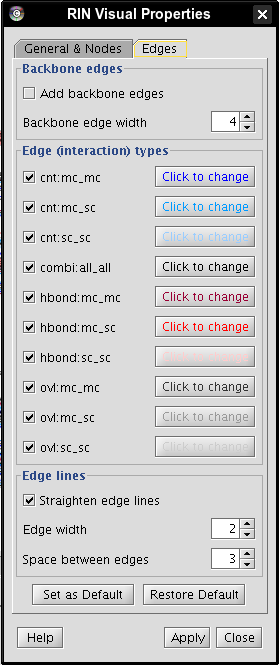 RIN Visual Properties
General & Nodes Edges
Backbone edges
Add backbone edges
Backbone edge width 4
Edge (interaction) types
cnt:mc_mc Click to change
cnt:mc_sc Click to change
cnt:sc_sc Click to change
combi:all_all Click to change
hbond:mc_mc Click to change
hbond:mc_sc Click to change
hbond:sc_sc Click to change
ovl:mc_mc Click to change
ovl:mc_sc Click to change
ovl:sc_sc Click to change
Edge lines
Straighten edge lines
Edge width 2
Space between edges 3
Set as Default Restore Default
Help Apply Close